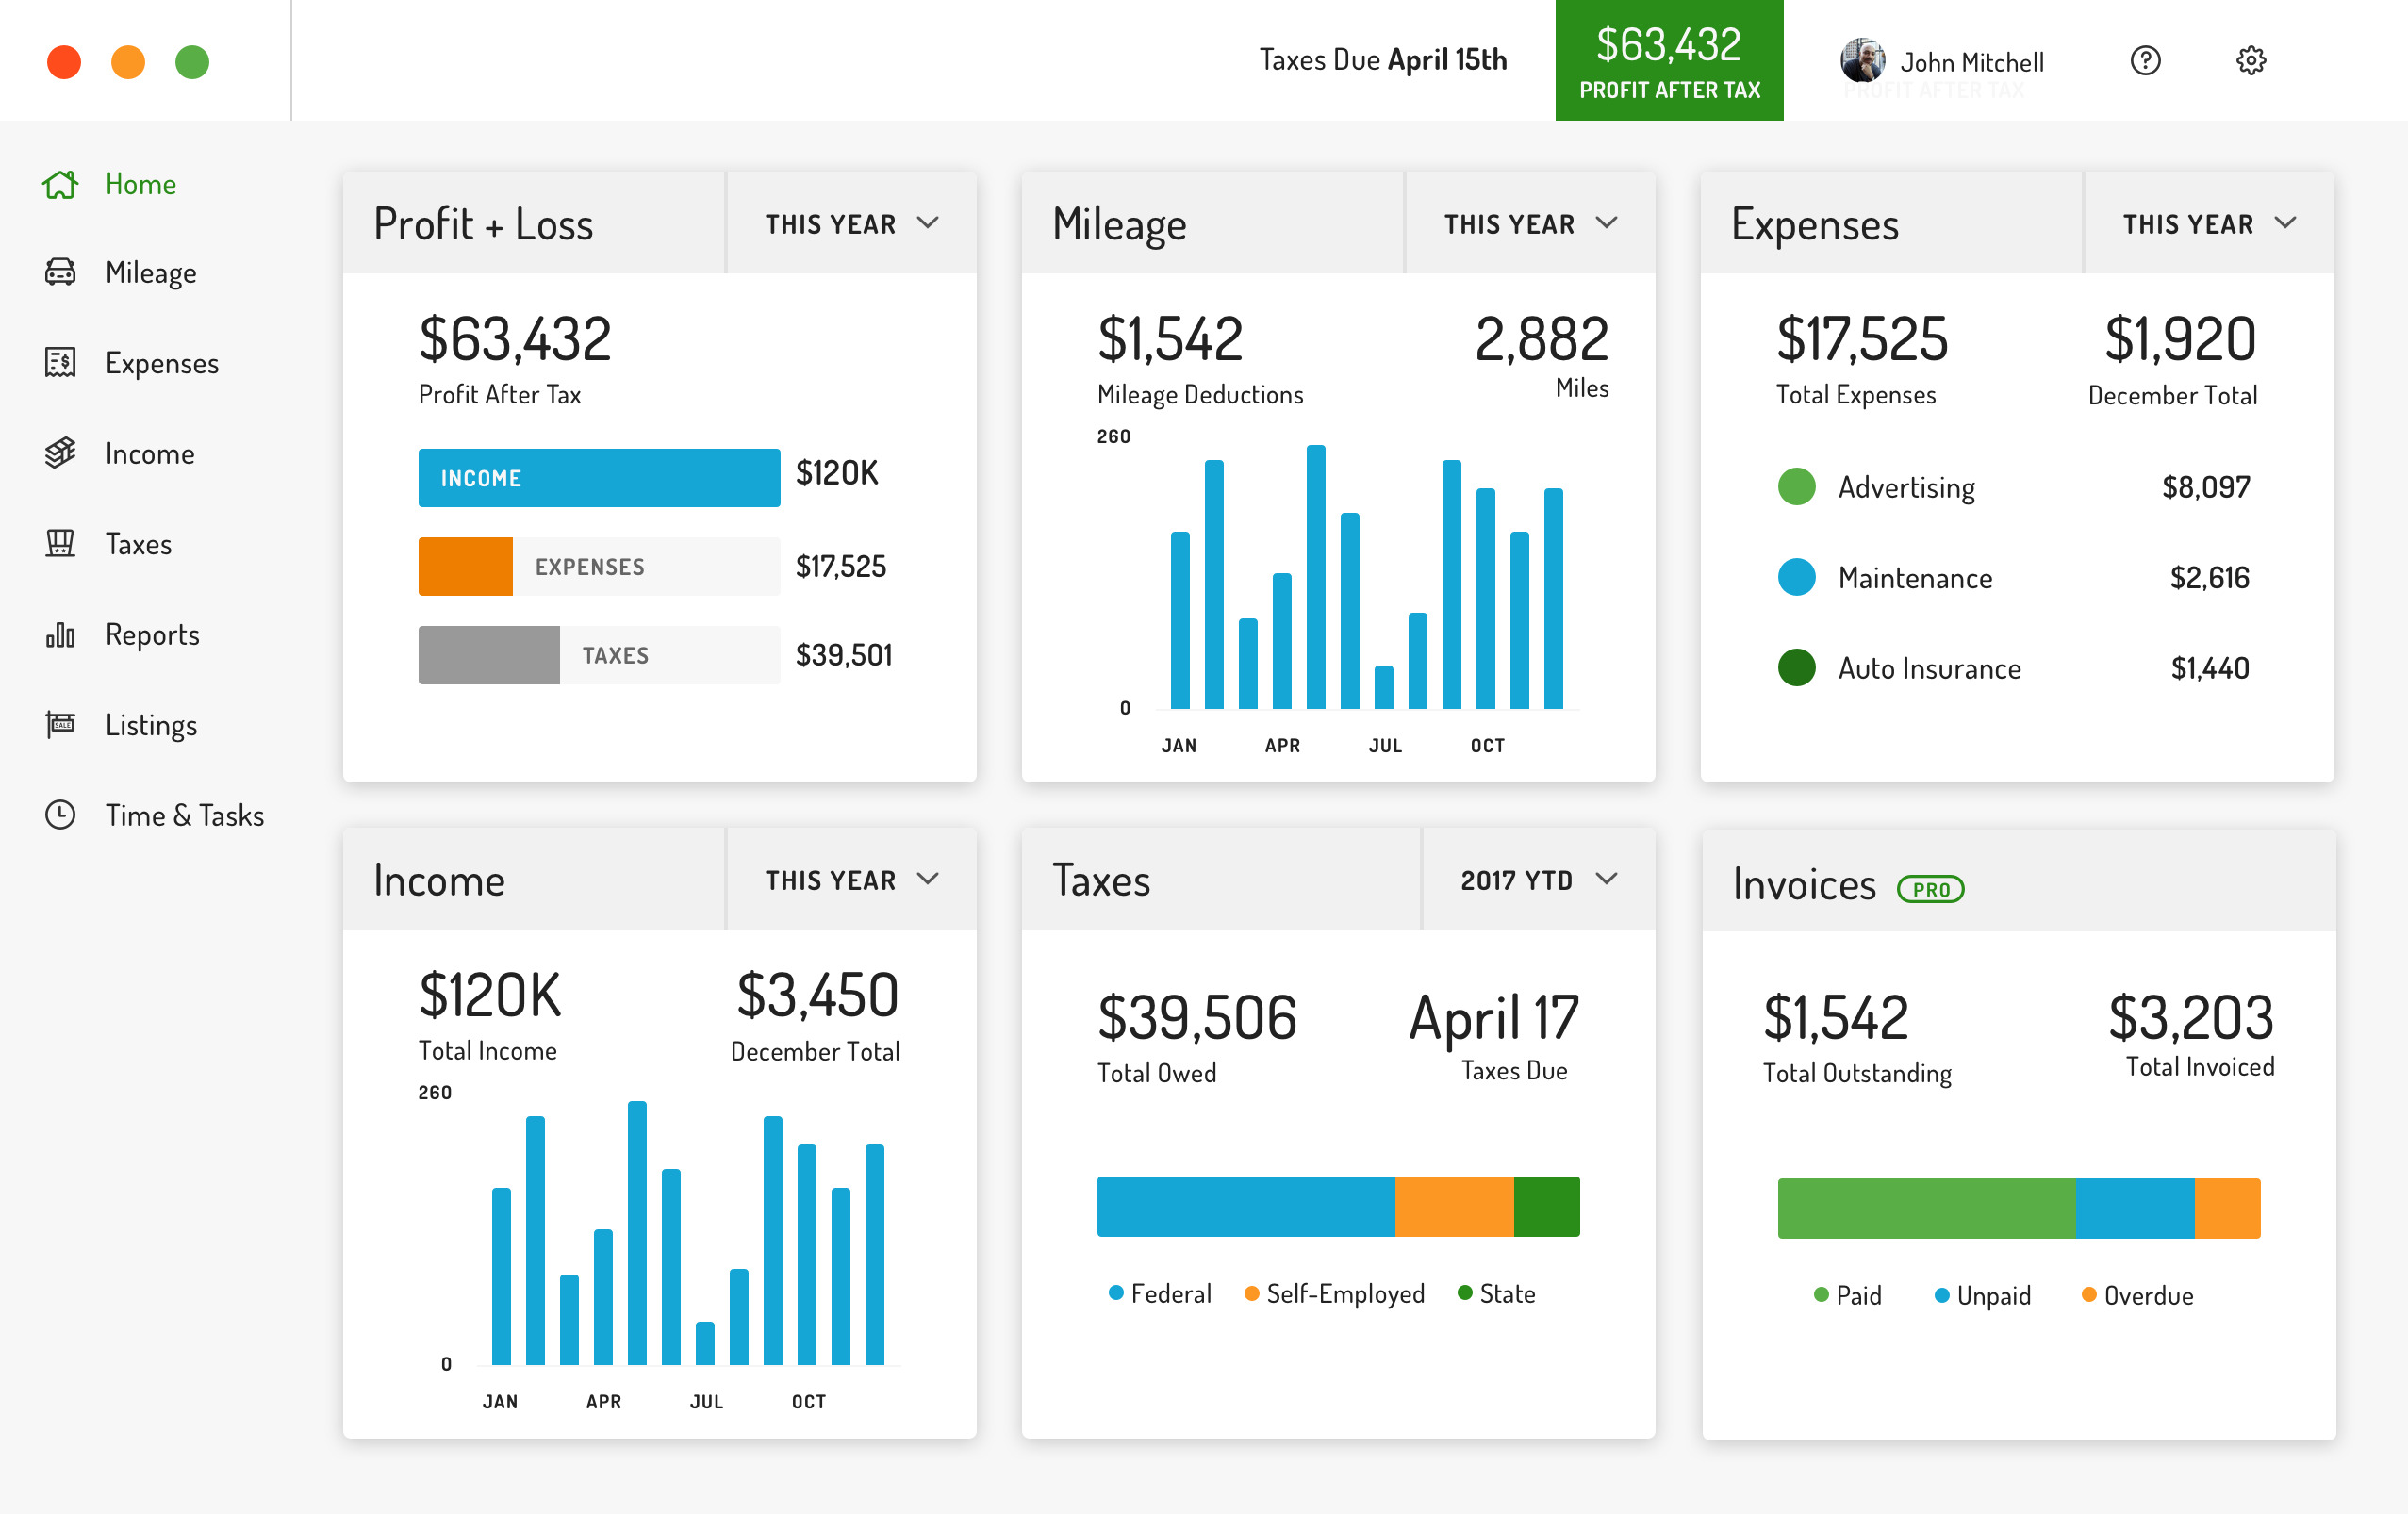 Taxes Due April 15th
$63,432
PROFIT AFTER TAX
John Mitchell
PROFIT AFTER TAX
Home
Mileage
Expenses
Income
Taxes
Reports
SALE
Listings
Time & Tasks
Profit + Loss
THIS YEAR
$63,432
Profit After Tax
INCOME $120K
EXPENSES $17,525
TAXES $39,501
Mileage
THIS YEAR
$1,542 2,882
Mileage Deductions Miles
260
0
JAN APR JUL OCT
Expenses
THIS YEAR
$17,525 $1,920
Total Expenses December Total
Advertising $8,097
Maintenance $2,616
Auto Insurance $1,440
Income
THIS YEAR
$120K $3,450
Total Income December Total
260
0
JAN APR JUL OCT
Taxes
2017 YTD
$39,506 April 17
Total Owed Taxes Due
Federal Self-Employed State
Invoices PRO
$1,542 $3,203
Total Outstanding Total Invoiced
Paid Unpaid Overdue